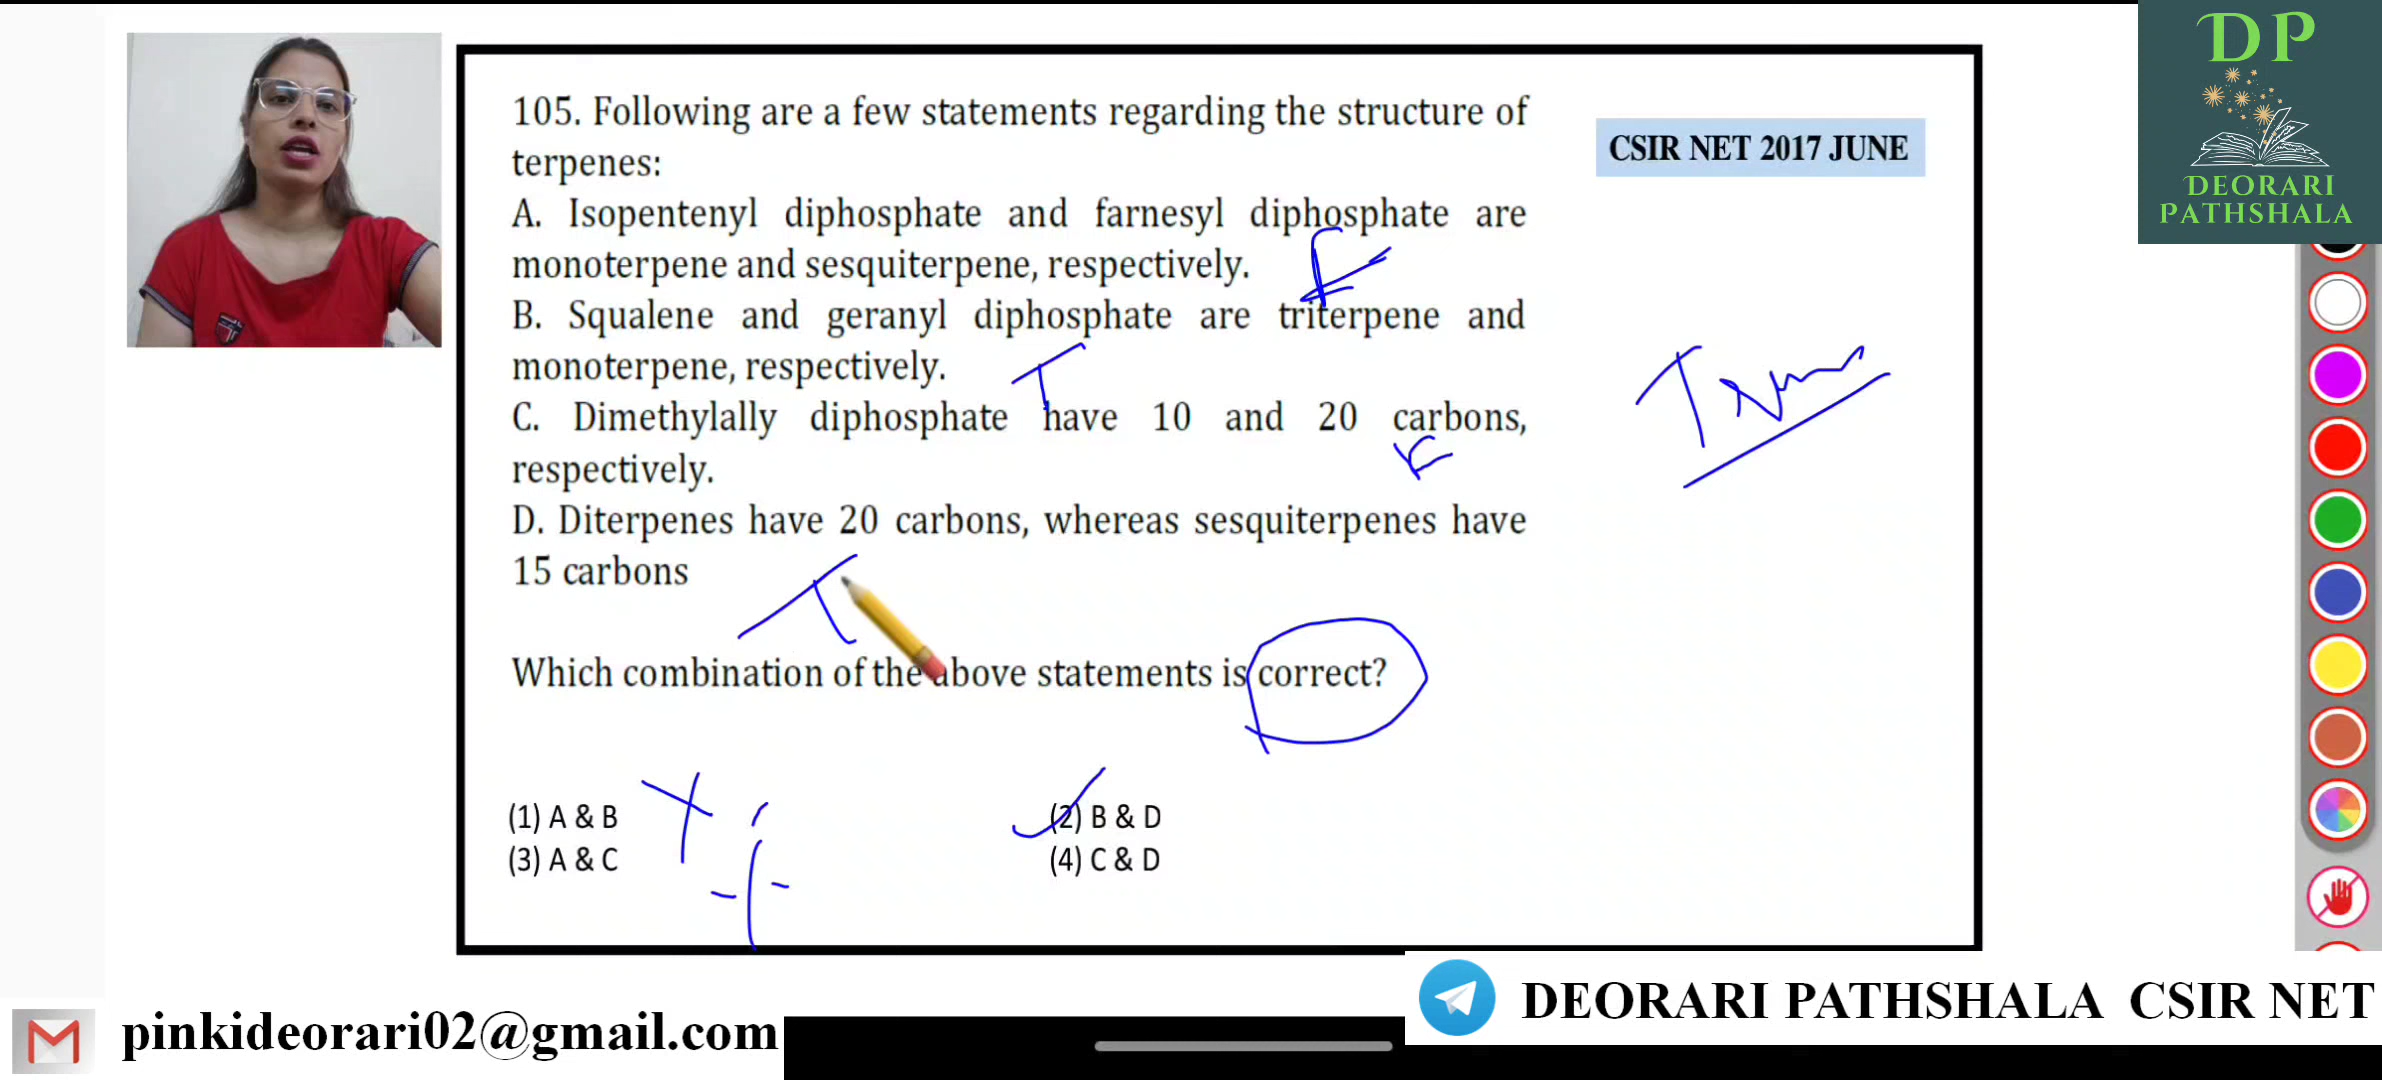 105. Following are a few statements regarding the structure of
terpenes:
A. Isopentenyl diphosphate and farnesyl diphosphate are
monoterpene and sesquiterpene, respectively.
B. Squalene and geranyl diphosphate are triterpene and
monoterpene, respectively.
C. Dimethylally diphosphate have 10 and 20 carbons,
respectively.
D. Diterpenes have 20 carbons, whereas sesquiterpenes have
15 carbons
Which combination of the above statements is correct?
(1) A & B
(2) B & D
(3) A & C
(4) C & D
CSIR NET 2017 JUNE
F
T
F
T
DP
DEORARI
PATHSHALA
pinkideorari02@gmail.com
DEORARI PATHSHALA CSIR NET